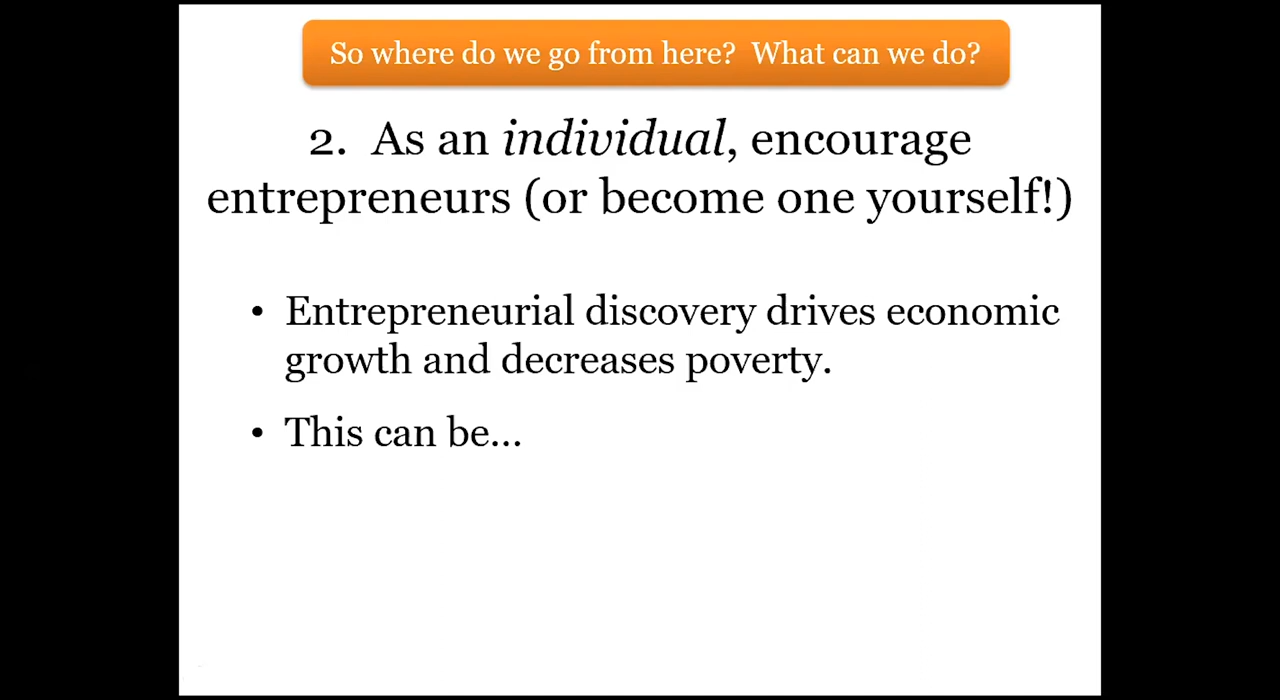 So where do we go from here?  What can we do?
2.  As an individual, encourage
entrepreneurs (or become one yourself!)
• Entrepreneurial discovery drives economic
growth and decreases poverty.
• This can be...